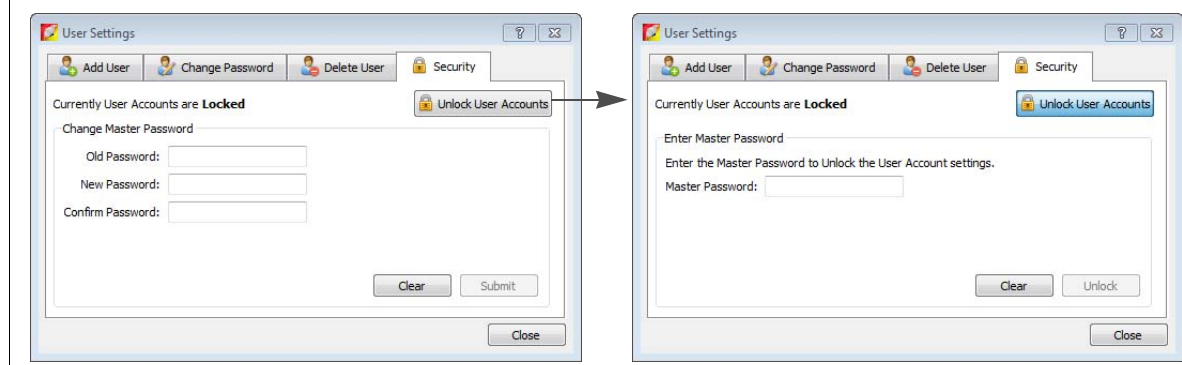 User Settings
Add User Change Password Delete User Security
Currently User Accounts are Locked Unlock User Accounts
Change Master Password
Old Password:
New Password:
Confirm Password:
Clear Submit
Close
User Settings
Add User Change Password Delete User Security
Currently User Accounts are Locked Unlock User Accounts
Enter Master Password
Enter the Master Password to Unlock the User Account settings.
Master Password:
Clear Unlock
Close